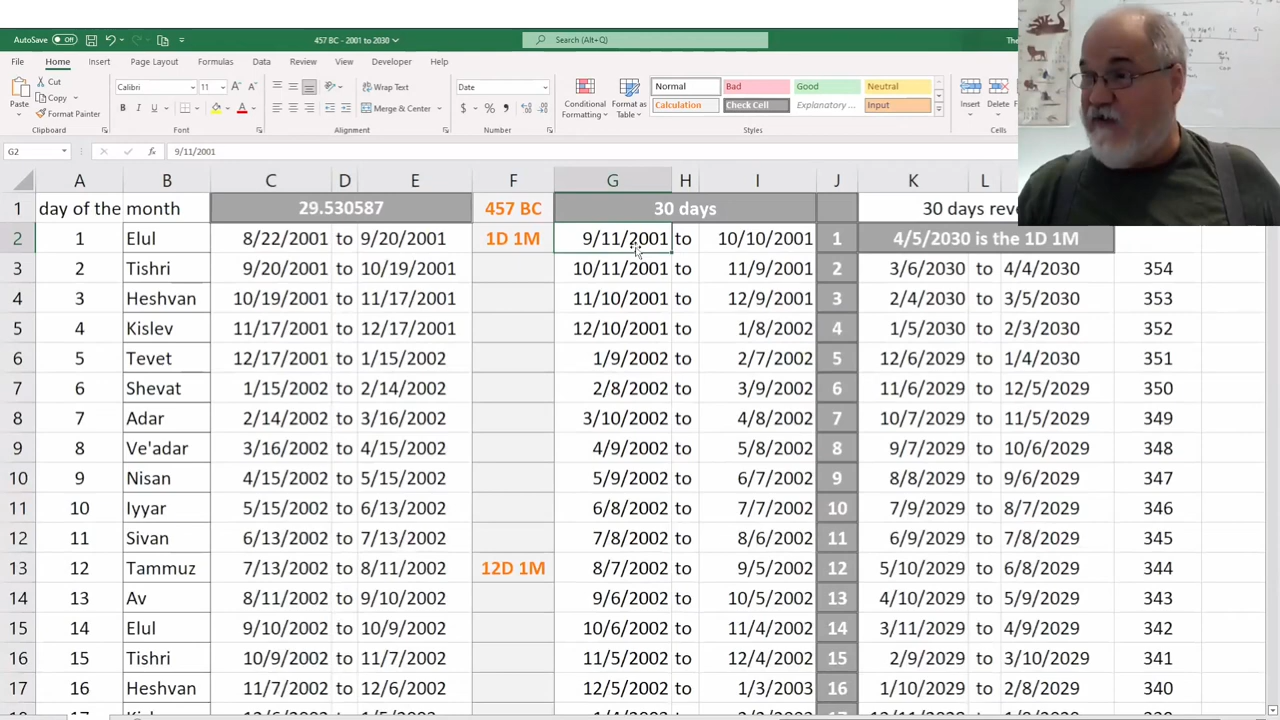 AutoSave Off 457 BC - 2001 to 2030 Search (Alt+Q) The
File Home Insert Page Layout Formulas Data Review View Developer Help
Paste Cut Copy Format Painter Calibri 11 Wrap Text Merge & Center Date Conditional Formatting Format as Table Normal Bad Good Neutral Calculation Check Cell Explanatory ... Input Insert Delete
Clipboard Font Alignment Number Styles Cells
G2 9/11/2001
A B C D E F G H I J K L
1 day of the month 29.530587 457 BC 30 days 30 days rev
2 1 Elul 8/22/2001 to 9/20/2001 1D 1M 9/11/2001 to 10/10/2001 1 4/5/2030 is the 1D 1M
3 2 Tishri 9/20/2001 to 10/19/2001 10/11/2001 to 11/9/2001 2 3/6/2030 to 4/4/2030 354
4 3 Heshvan 10/19/2001 to 11/17/2001 11/10/2001 to 12/9/2001 3 2/4/2030 to 3/5/2030 353
5 4 Kislev 11/17/2001 to 12/17/2001 12/10/2001 to 1/8/2002 4 1/5/2030 to 2/3/2030 352
6 5 Tevet 12/17/2001 to 1/15/2002 1/9/2002 to 2/7/2002 5 12/6/2029 to 1/4/2030 351
7 6 Shevat 1/15/2002 to 2/14/2002 2/8/2002 to 3/9/2002 6 11/6/2029 to 12/5/2029 350
8 7 Adar 2/14/2002 to 3/16/2002 3/10/2002 to 4/8/2002 7 10/7/2029 to 11/5/2029 349
9 8 Ve'adar 3/16/2002 to 4/15/2002 4/9/2002 to 5/8/2002 8 9/7/2029 to 10/6/2029 348
10 9 Nisan 4/15/2002 to 5/15/2002 5/9/2002 to 6/7/2002 9 8/8/2029 to 9/6/2029 347
11 10 Iyyar 5/15/2002 to 6/13/2002 6/8/2002 to 7/7/2002 10 7/9/2029 to 8/7/2029 346
12 11 Sivan 6/13/2002 to 7/13/2002 7/8/2002 to 8/6/2002 11 6/9/2029 to 7/8/2029 345
13 12 Tammuz 7/13/2002 to 8/11/2002 12D 1M 8/7/2002 to 9/5/2002 12 5/10/2029 to 6/8/2029 344
14 13 Av 8/11/2002 to 9/10/2002 9/6/2002 to 10/5/2002 13 4/10/2029 to 5/9/2029 343
15 14 Elul 9/10/2002 to 10/9/2002 10/6/2002 to 11/4/2002 14 3/11/2029 to 4/9/2029 342
16 15 Tishri 10/9/2002 to 11/7/2002 11/5/2002 to 12/4/2002 15 2/9/2029 to 3/10/2029 341
17 16 Heshvan 11/7/2002 to 12/6/2002 12/5/2002 to 1/3/2003 16 1/10/2029 to 2/8/2029 340